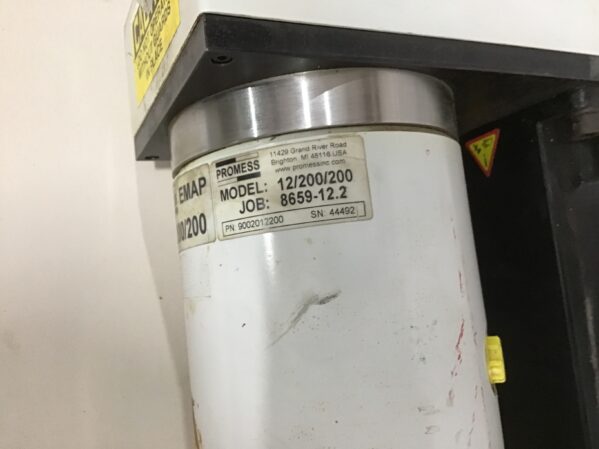 EMAP
00/200
PROMESS
11429 Grand River Road
Brighton, MI 48116 USA
www.promessinc.com
MODEL: 12/200/200
JOB: 8659-12.2
PN: 9002012200 SN: 44492